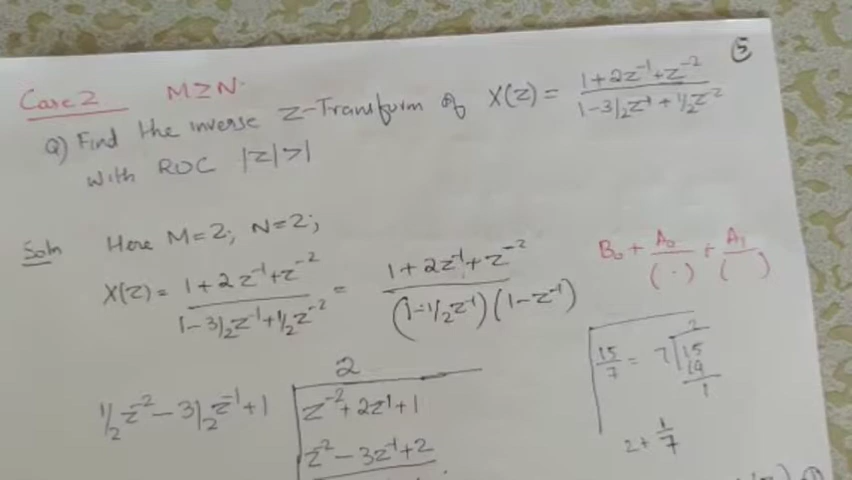 5
Case 2 M≥N.
Q) Find the inverse Z-Transform of X(z) = (1+2z⁻¹+z⁻²)/(1-3/2z⁻¹+1/2z⁻²)
with ROC |z|>1
Soln Here M=2; N=2;
X(z) = (1+2z⁻¹+z⁻²)/(1-3/2z⁻¹+1/2z⁻²) = (1+2z⁻¹+z⁻²)/((1-1/2z⁻¹)(1-z⁻¹))
B₀ + A₀/(·) + A₁/( )
2
1/2z⁻²-3/2z⁻¹+1 z⁻²+2z⁻¹+1
z⁻²-3z⁻¹+2
2
15/7 = 7 15
14
1
2+1/7